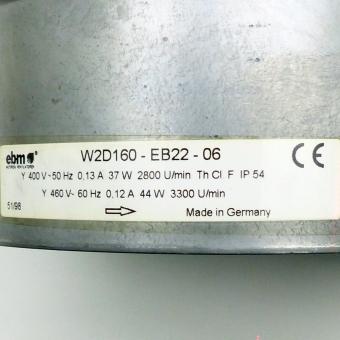 ebm
W2D160 - EB22 - 06
CE
Y 400 V ~ 50 Hz 0,13 A 37 W 2800 U/min Th Cl F IP 54
Y 460 V~ 60 Hz 0,12 A 44 W 3300 U/min
51/98
Made in Germany